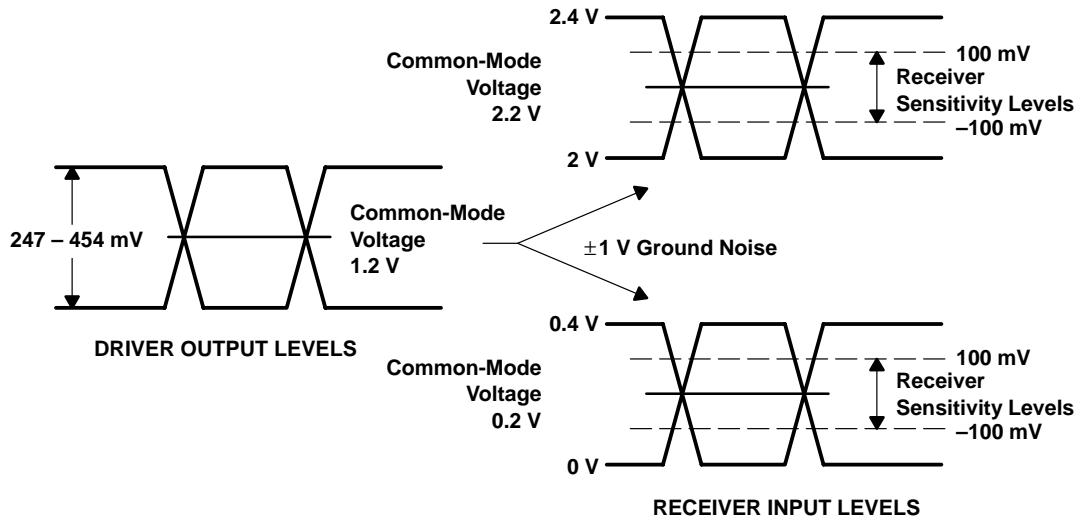 2.4 V
Common-Mode
Voltage
2.2 V
100 mV
Receiver
Sensitivity Levels
–100 mV
2 V
247 – 454 mV
Common-Mode
Voltage
1.2 V
±1 V Ground Noise
DRIVER OUTPUT LEVELS
0.4 V
Common-Mode
Voltage
0.2 V
100 mV
Receiver
Sensitivity Levels
–100 mV
0 V
RECEIVER INPUT LEVELS